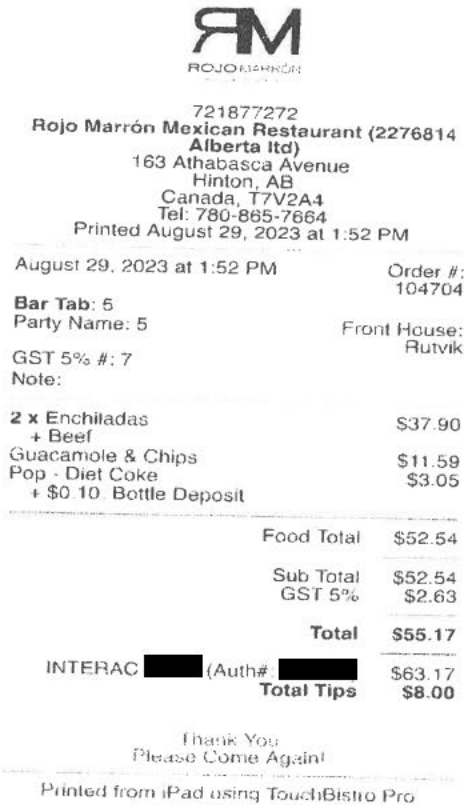 RM
ROJO MARRÓN
721877272
Rojo Marrón Mexican Restaurant (2276814
Alberta ltd)
163 Athabasca Avenue
Hinton, AB
Canada, T7V2A4
Tel: 780-865-7664
Printed August 29, 2023 at 1:52 PM
August 29, 2023 at 1:52 PM Order #:
104704
Bar Tab: 5
Party Name: 5 Front House:
Rutvik
GST 5% #: 7
Note:
2 x Enchiladas $37.90
+ Beef
Guacamole & Chips $11.59
Pop - Diet Coke $3.05
+ $0.10 Bottle Deposit
Food Total $52.54
Sub Total $52.54
GST 5% $2.63
Total $55.17
INTERAC (Auth#: $63.17
Total Tips $8.00
Thank You
Please Come Again!
Printed from iPad using TouchBistro Pro